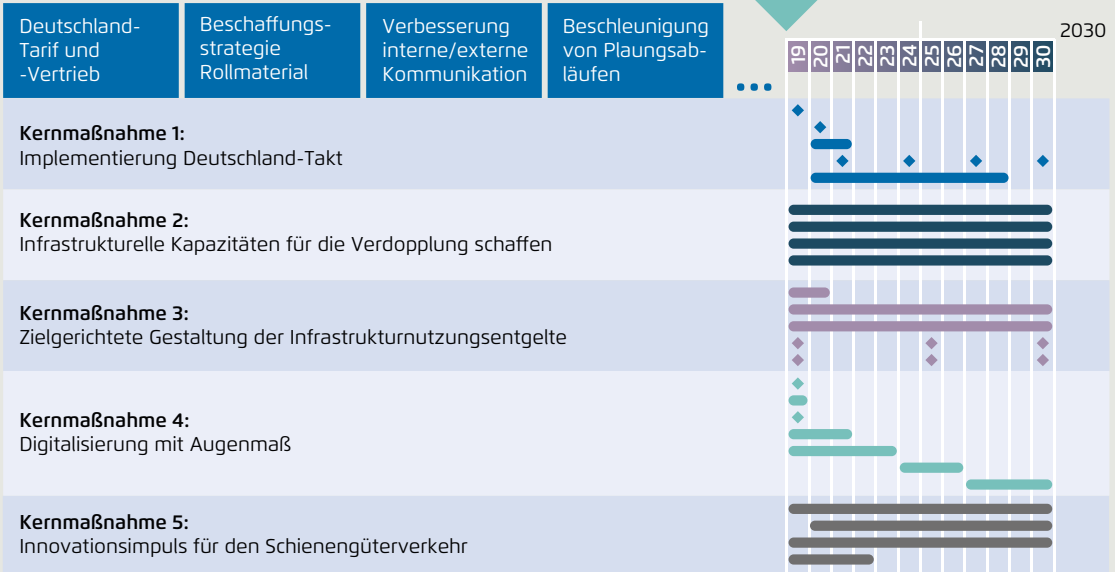 Deutschland-
Tarif und
-Vertrieb
Beschaffungs-
strategie
Rollmaterial
Verbesserung
interne/externe
Kommunikation
Beschleunigung
von Plaungsab-
läufen
...
2030
19 20 21 22 23 24 25 26 27 28 29 30
Kernmaßnahme 1:
Implementierung Deutschland-Takt
Kernmaßnahme 2:
Infrastrukturelle Kapazitäten für die Verdopplung schaffen
Kernmaßnahme 3:
Zielgerichtete Gestaltung der Infrastrukturnutzungsentgelte
Kernmaßnahme 4:
Digitalisierung mit Augenmaß
Kernmaßnahme 5:
Innovationsimpuls für den Schienengüterverkehr